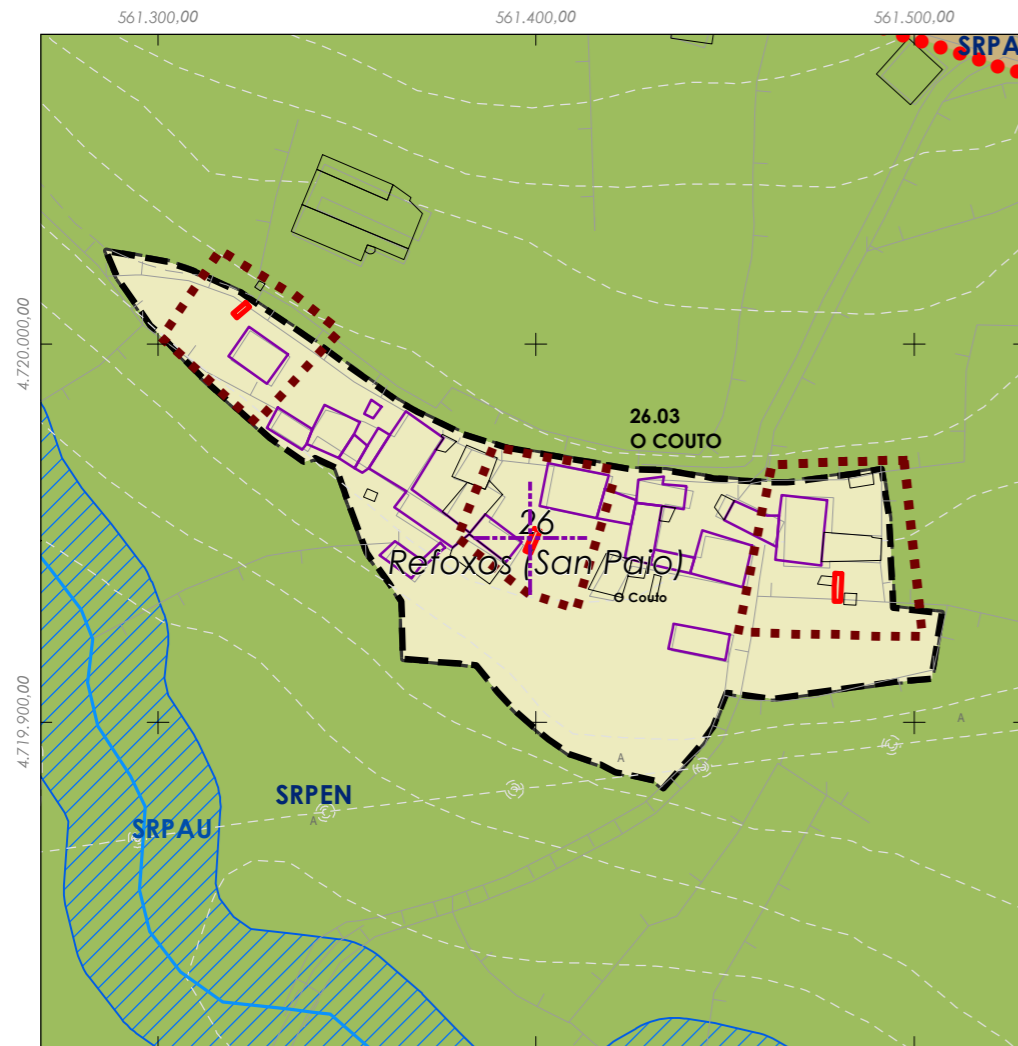 561.300,00
561.400,00
561.500,00
SRPA
4.720.000,00
26.03
O COUTO
26
Refoxos (San Paio)
O Couto
4.719.900,00
A
A
SRPEN
A
SRPAU